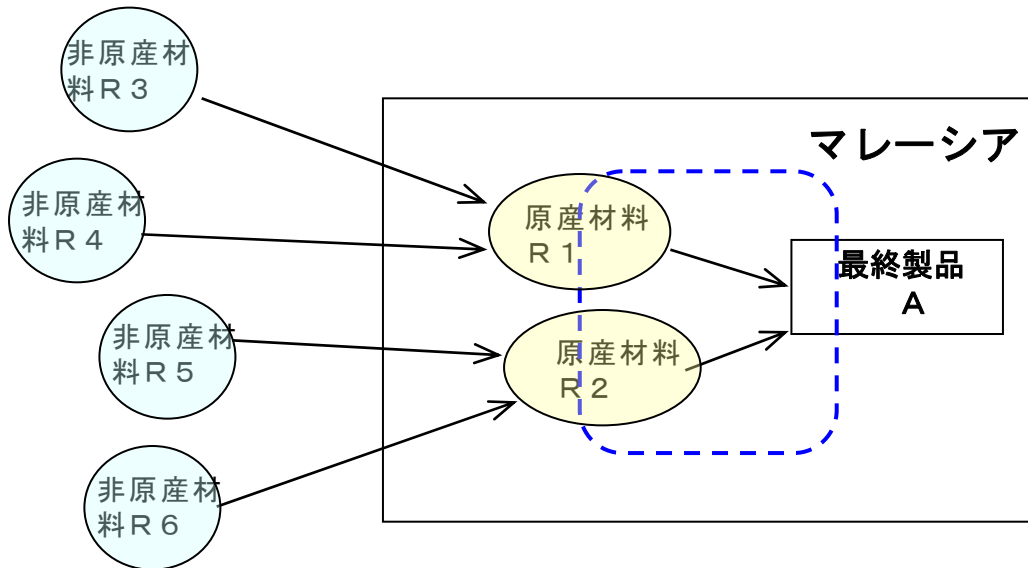 非原産材
料Ｒ３
マレーシア
非原産材
料Ｒ４
原産材料
Ｒ１
最終製品
Ａ
非原産材
料Ｒ５
原産材料
Ｒ２
非原産材
料Ｒ６